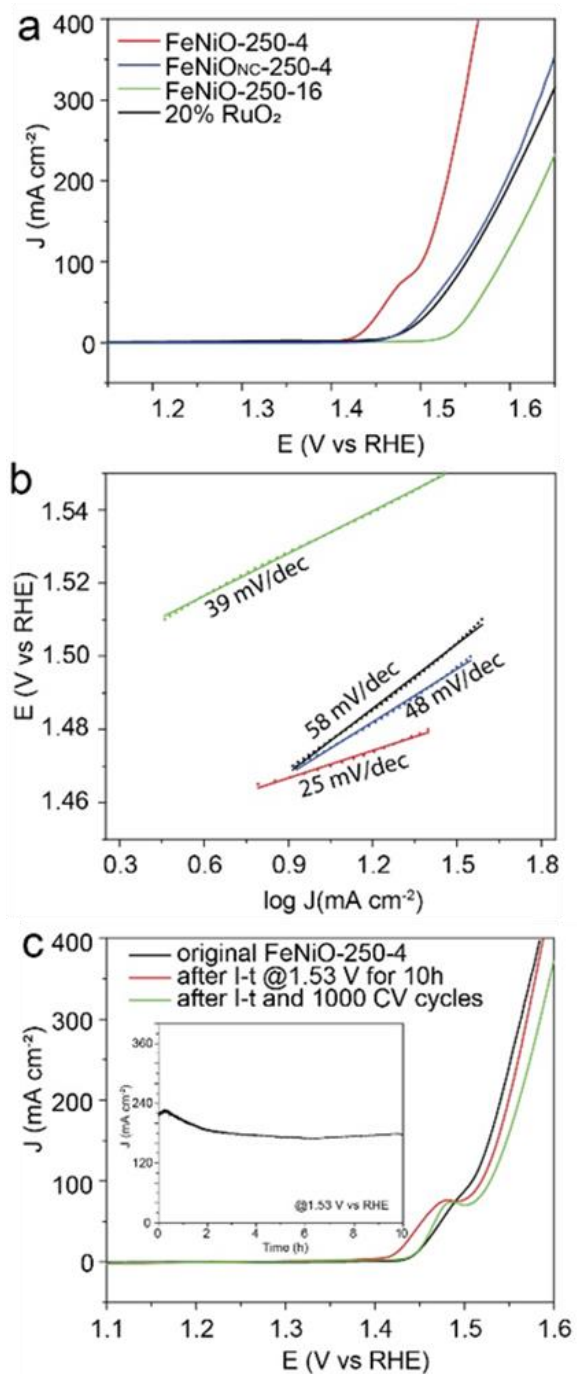 a
400
300
200
100
0
J (mA cm⁻²)
FeNiO-250-4
FeNiONC-250-4
FeNiO-250-16
20% RuO₂
1.2 1.3 1.4 1.5 1.6
E (V vs RHE)
b
1.54
1.52
1.50
1.48
1.46
E (V vs RHE)
39 mV/dec
58 mV/dec
48 mV/dec
25 mV/dec
0.3 0.6 0.9 1.2 1.5 1.8
log J(mA cm⁻²)
c
400
300
200
100
0
J (mA cm⁻²)
original FeNiO-250-4
after I-t @1.53 V for 10h
after I-t and 1000 CV cycles
360
240
120
0
J (mA cm⁻²)
@1.53 V vs RHE
0 2 4 6 8 10
Time (h)
1.1 1.2 1.3 1.4 1.5 1.6
E (V vs RHE)